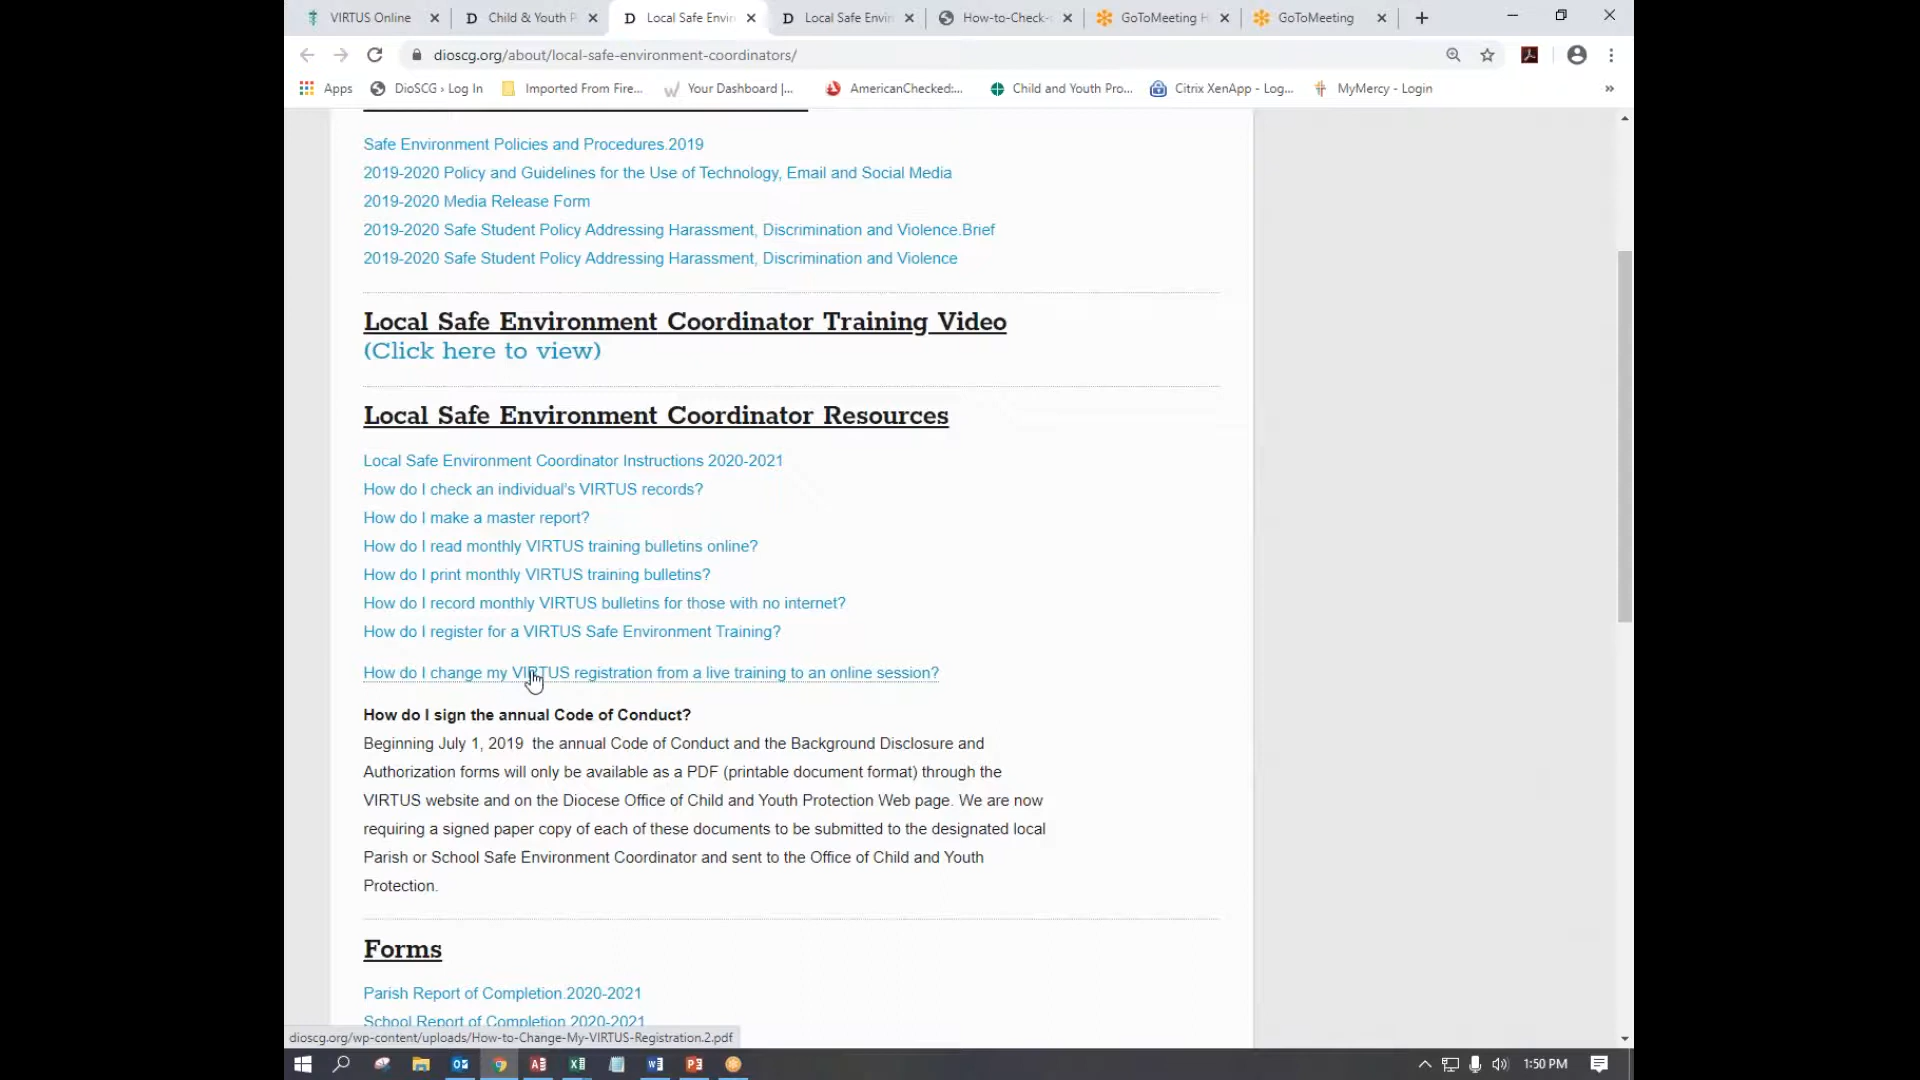 VIRTUS Online
Child & Youth P
Local Safe Envir
Local Safe Envir
How-to-Check-
GoToMeeting H
GoToMeeting
dioscg.org/about/local-safe-environment-coordinators/
Apps
DioSCG › Log In
Imported From Fire...
Your Dashboard |...
AmericanChecked:...
Child and Youth Pro...
Citrix XenApp - Log...
MyMercy - Login
Safe Environment Policies and Procedures.2019
2019-2020 Policy and Guidelines for the Use of Technology, Email and Social Media
2019-2020 Media Release Form
2019-2020 Safe Student Policy Addressing Harassment, Discrimination and Violence.Brief
2019-2020 Safe Student Policy Addressing Harassment, Discrimination and Violence
Local Safe Environment Coordinator Training Video
(Click here to view)
Local Safe Environment Coordinator Resources
Local Safe Environment Coordinator Instructions 2020-2021
How do I check an individual's VIRTUS records?
How do I make a master report?
How do I read monthly VIRTUS training bulletins online?
How do I print monthly VIRTUS training bulletins?
How do I record monthly VIRTUS bulletins for those with no internet?
How do I register for a VIRTUS Safe Environment Training?
How do I change my VIRTUS registration from a live training to an online session?
How do I sign the annual Code of Conduct?
Beginning July 1, 2019 the annual Code of Conduct and the Background Disclosure and
Authorization forms will only be available as a PDF (printable document format) through the
VIRTUS website and on the Diocese Office of Child and Youth Protection Web page. We are now
requiring a signed paper copy of each of these documents to be submitted to the designated local
Parish or School Safe Environment Coordinator and sent to the Office of Child and Youth
Protection.
Forms
Parish Report of Completion.2020-2021
School Report of Completion 2020-2021
dioscg.org/wp-content/uploads/How-to-Change-My-VIRTUS-Registration.2.pdf
1:50 PM